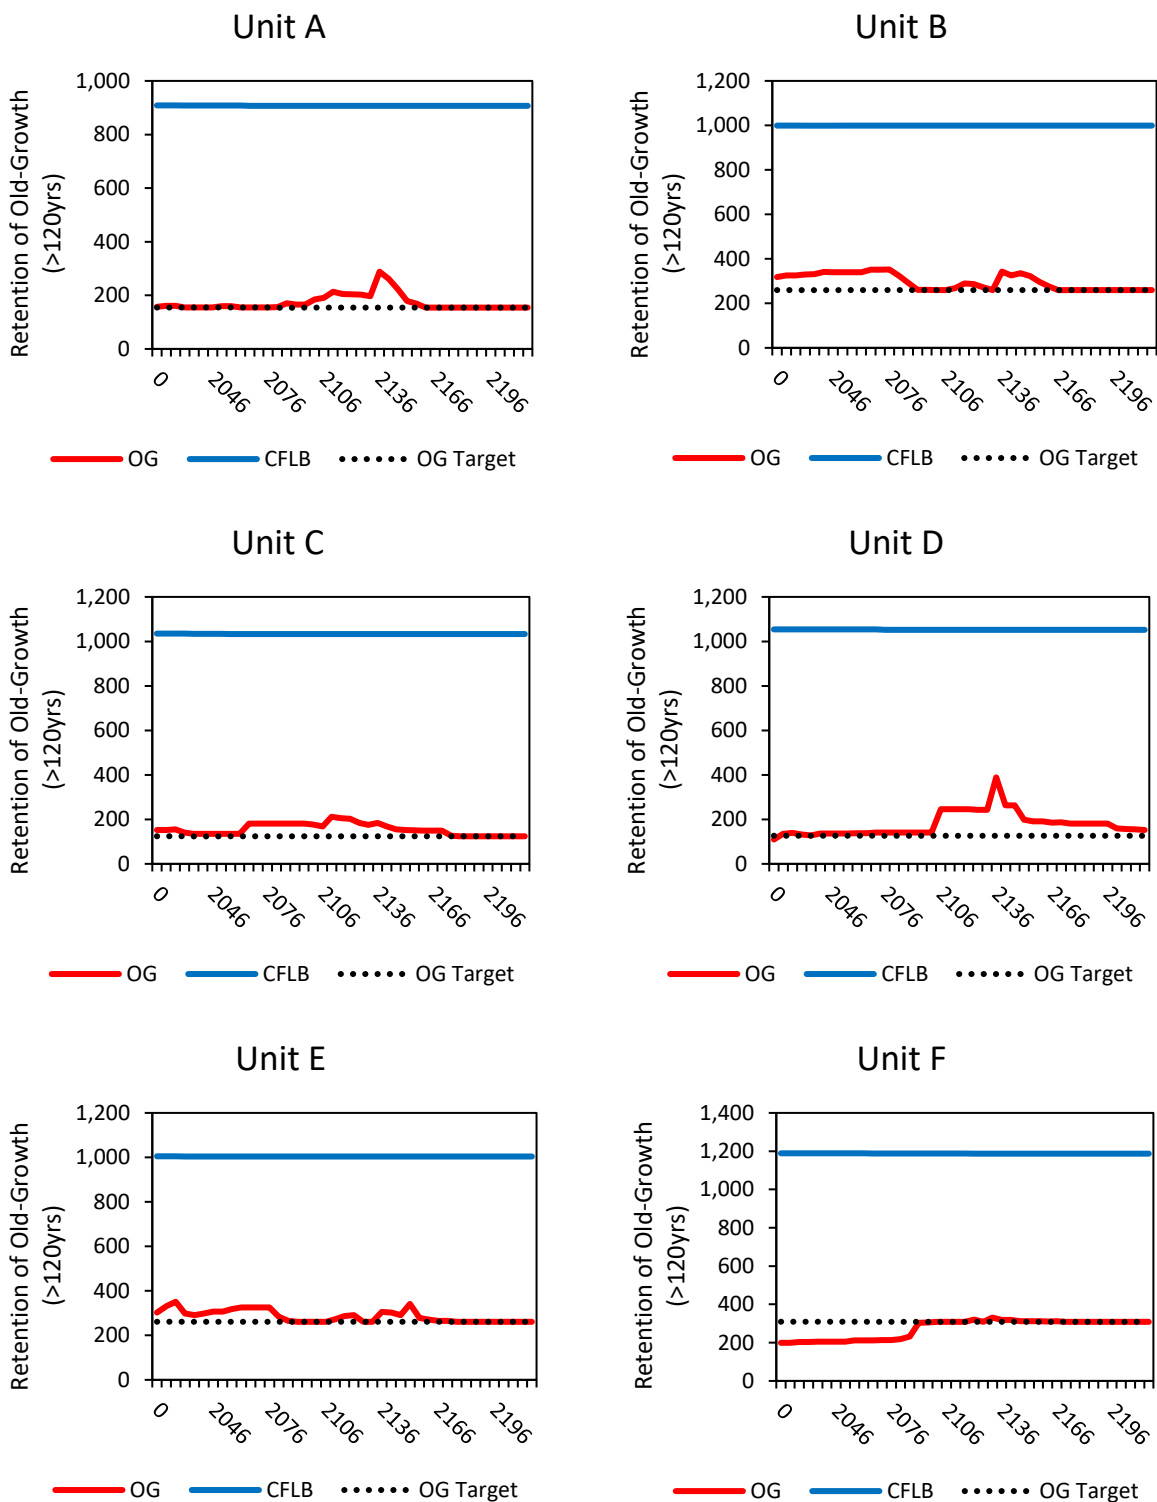 Unit A
Retention of Old-Growth
(>120yrs)
1,000
800
600
400
200
0
0 2046 2076 2106 2136 2166 2196
OG CFLB OG Target
Unit B
Retention of Old-Growth
(>120yrs)
1,200
1,000
800
600
400
200
0
0 2046 2076 2106 2136 2166 2196
OG CFLB OG Target
Unit C
Retention of Old-Growth
(>120yrs)
1,200
1,000
800
600
400
200
0
0 2046 2076 2106 2136 2166 2196
OG CFLB OG Target
Unit D
Retention of Old-Growth
(>120yrs)
1,200
1,000
800
600
400
200
0
0 2046 2076 2106 2136 2166 2196
OG CFLB OG Target
Unit E
Retention of Old-Growth
(>120yrs)
1,200
1,000
800
600
400
200
0
0 2046 2076 2106 2136 2166 2196
OG CFLB OG Target
Unit F
Retention of Old-Growth
(>120yrs)
1,400
1,200
1,000
800
600
400
200
0
0 2046 2076 2106 2136 2166 2196
OG CFLB OG Target